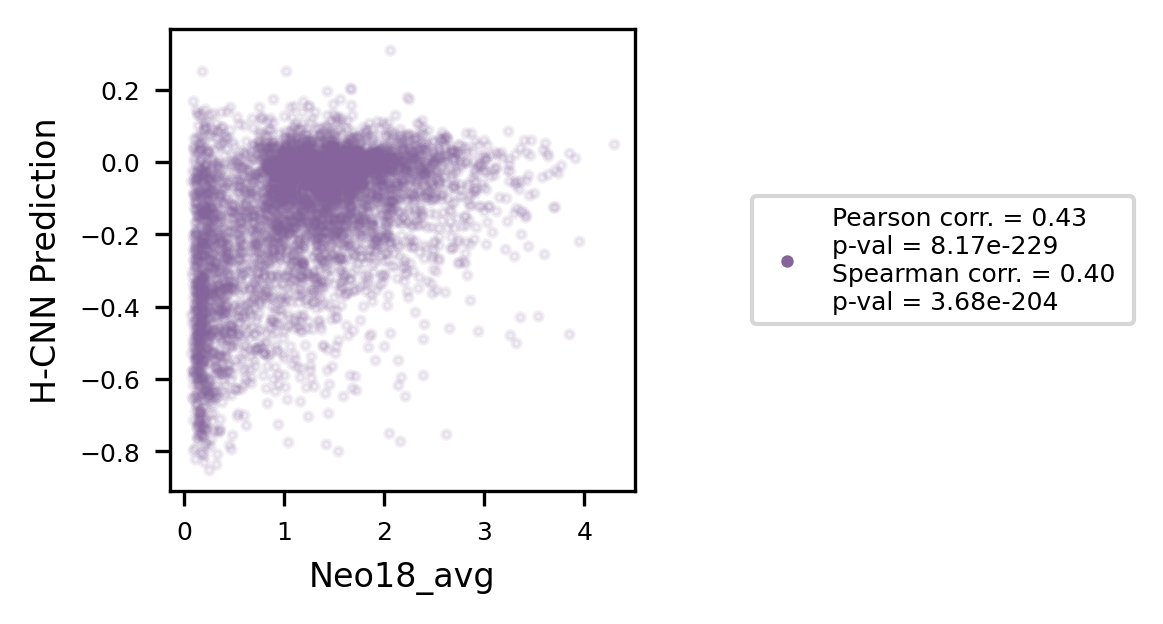 H-CNN Prediction
0.2
0.0
−0.2
−0.4
−0.6
−0.8
0 1 2 3 4
Neo18_avg
Pearson corr. = 0.43
p-val = 8.17e-229
Spearman corr. = 0.40
p-val = 3.68e-204